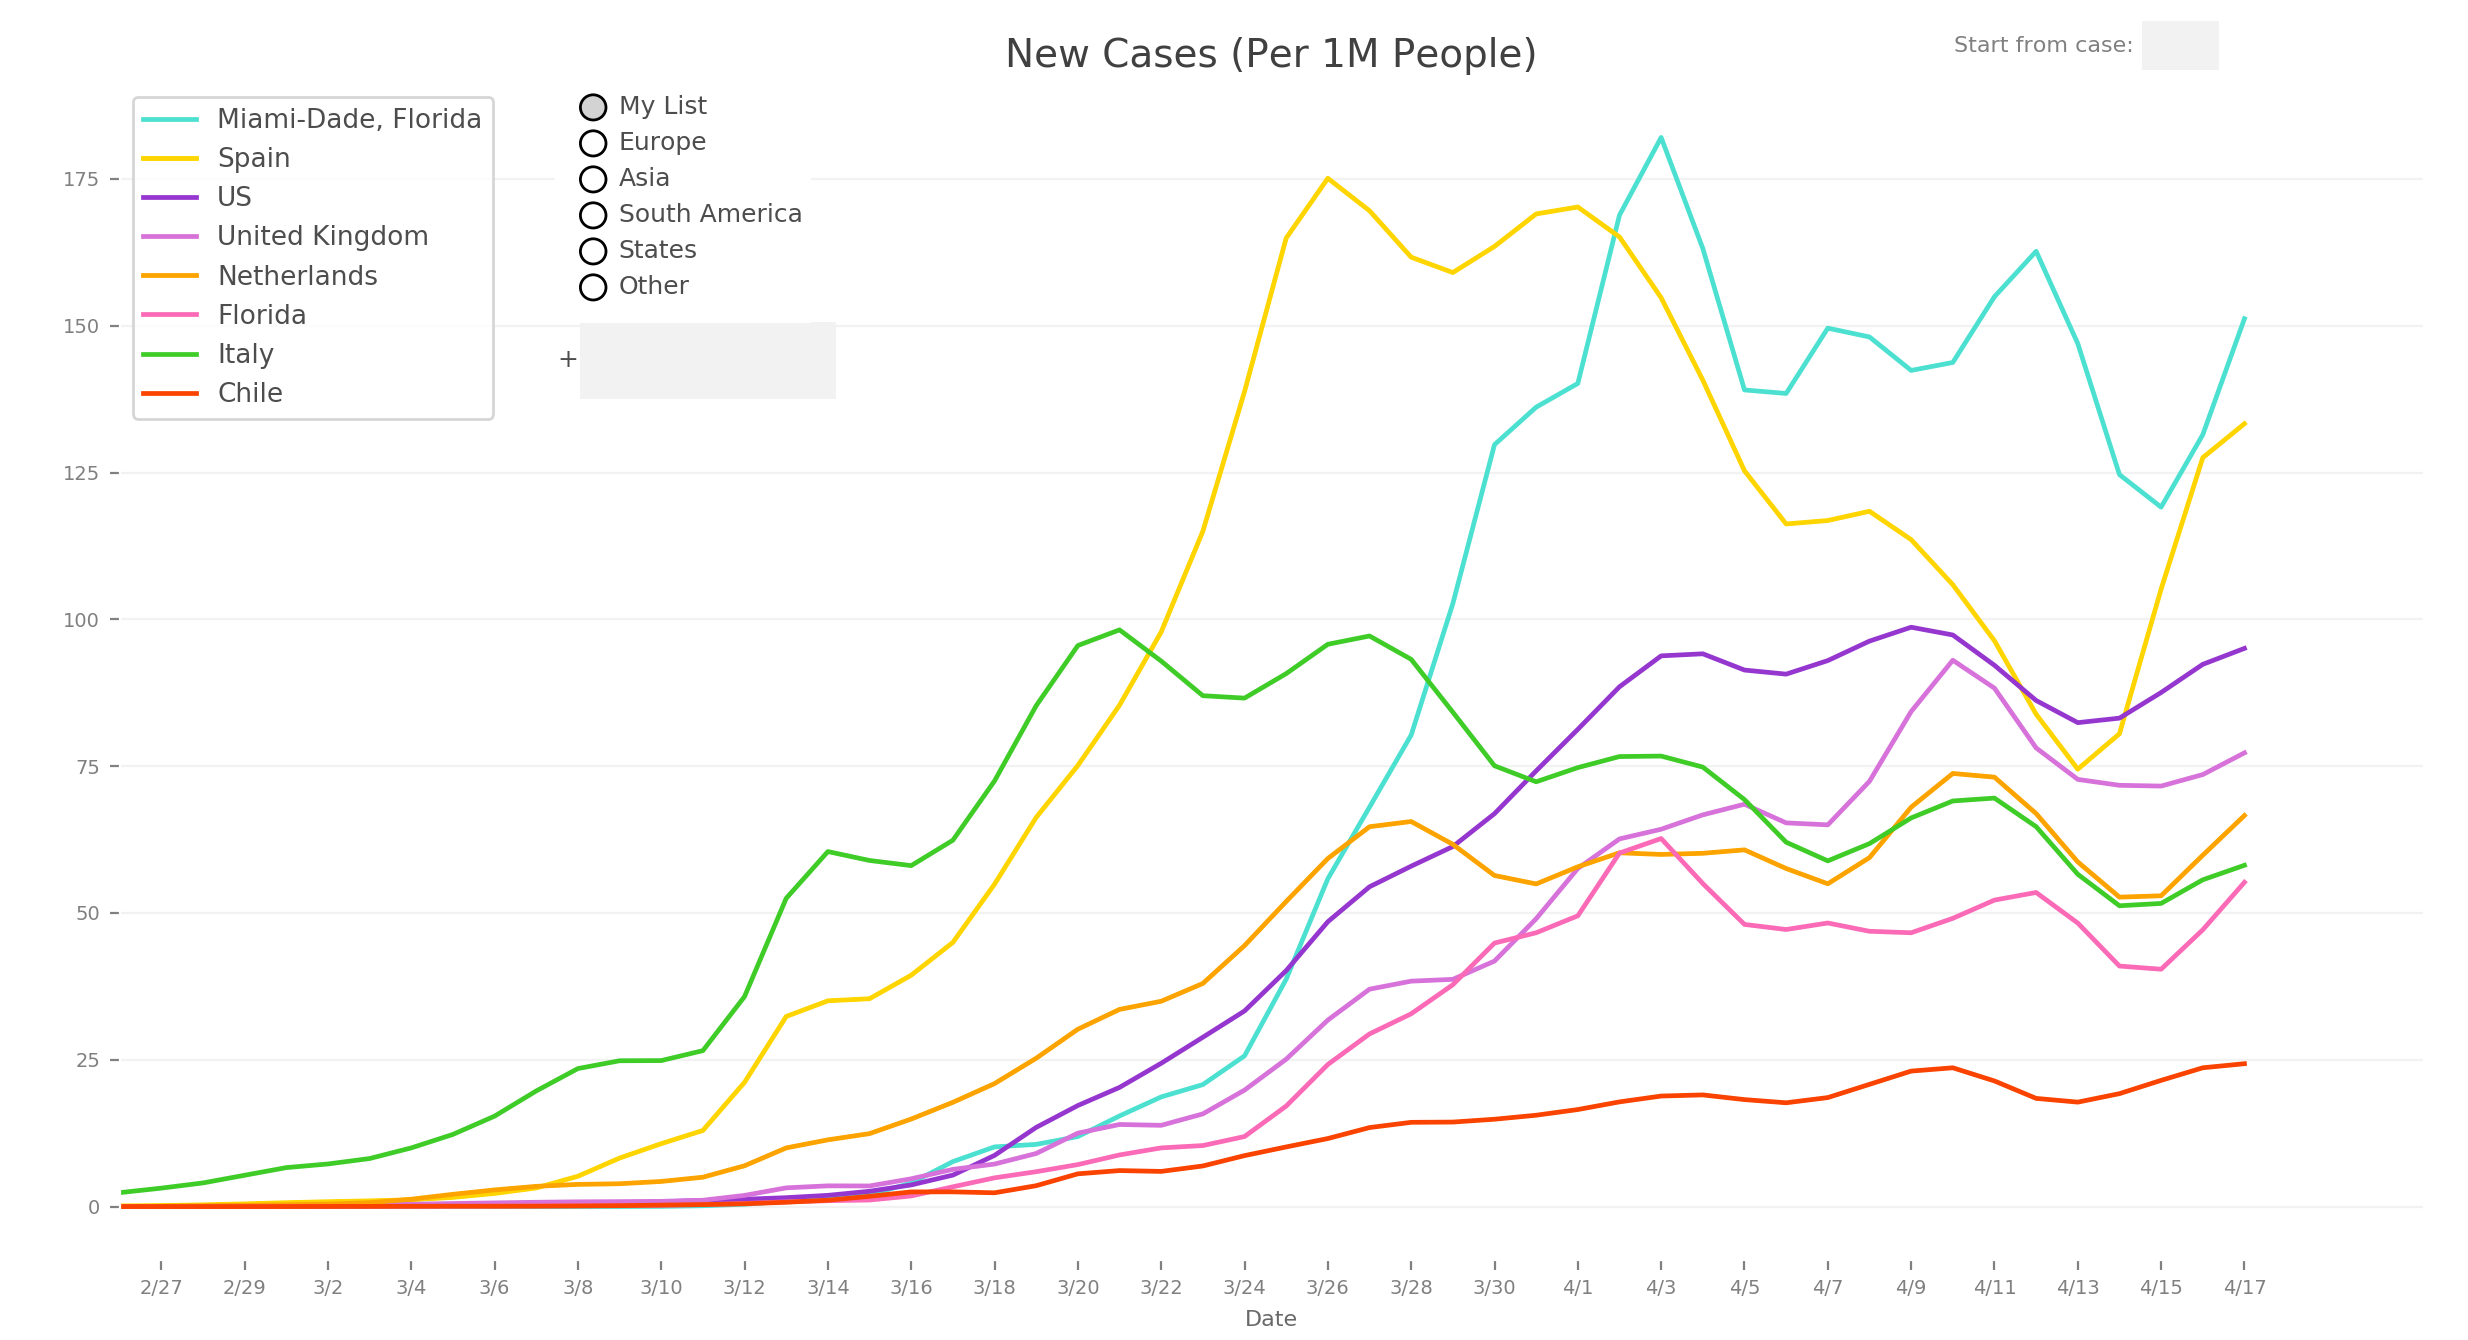 New Cases (Per 1M People)
Start from case:
Miami-Dade, Florida
Spain
US
United Kingdom
Netherlands
Florida
Italy
Chile
My List
Europe
Asia
South America
States
Other
+
175
150
125
100
75
50
25
0
2/27 2/29 3/2 3/4 3/6 3/8 3/10 3/12 3/14 3/16 3/18 3/20 3/22 3/24 3/26 3/28 3/30 4/1 4/3 4/5 4/7 4/9 4/11 4/13 4/15 4/17
Date